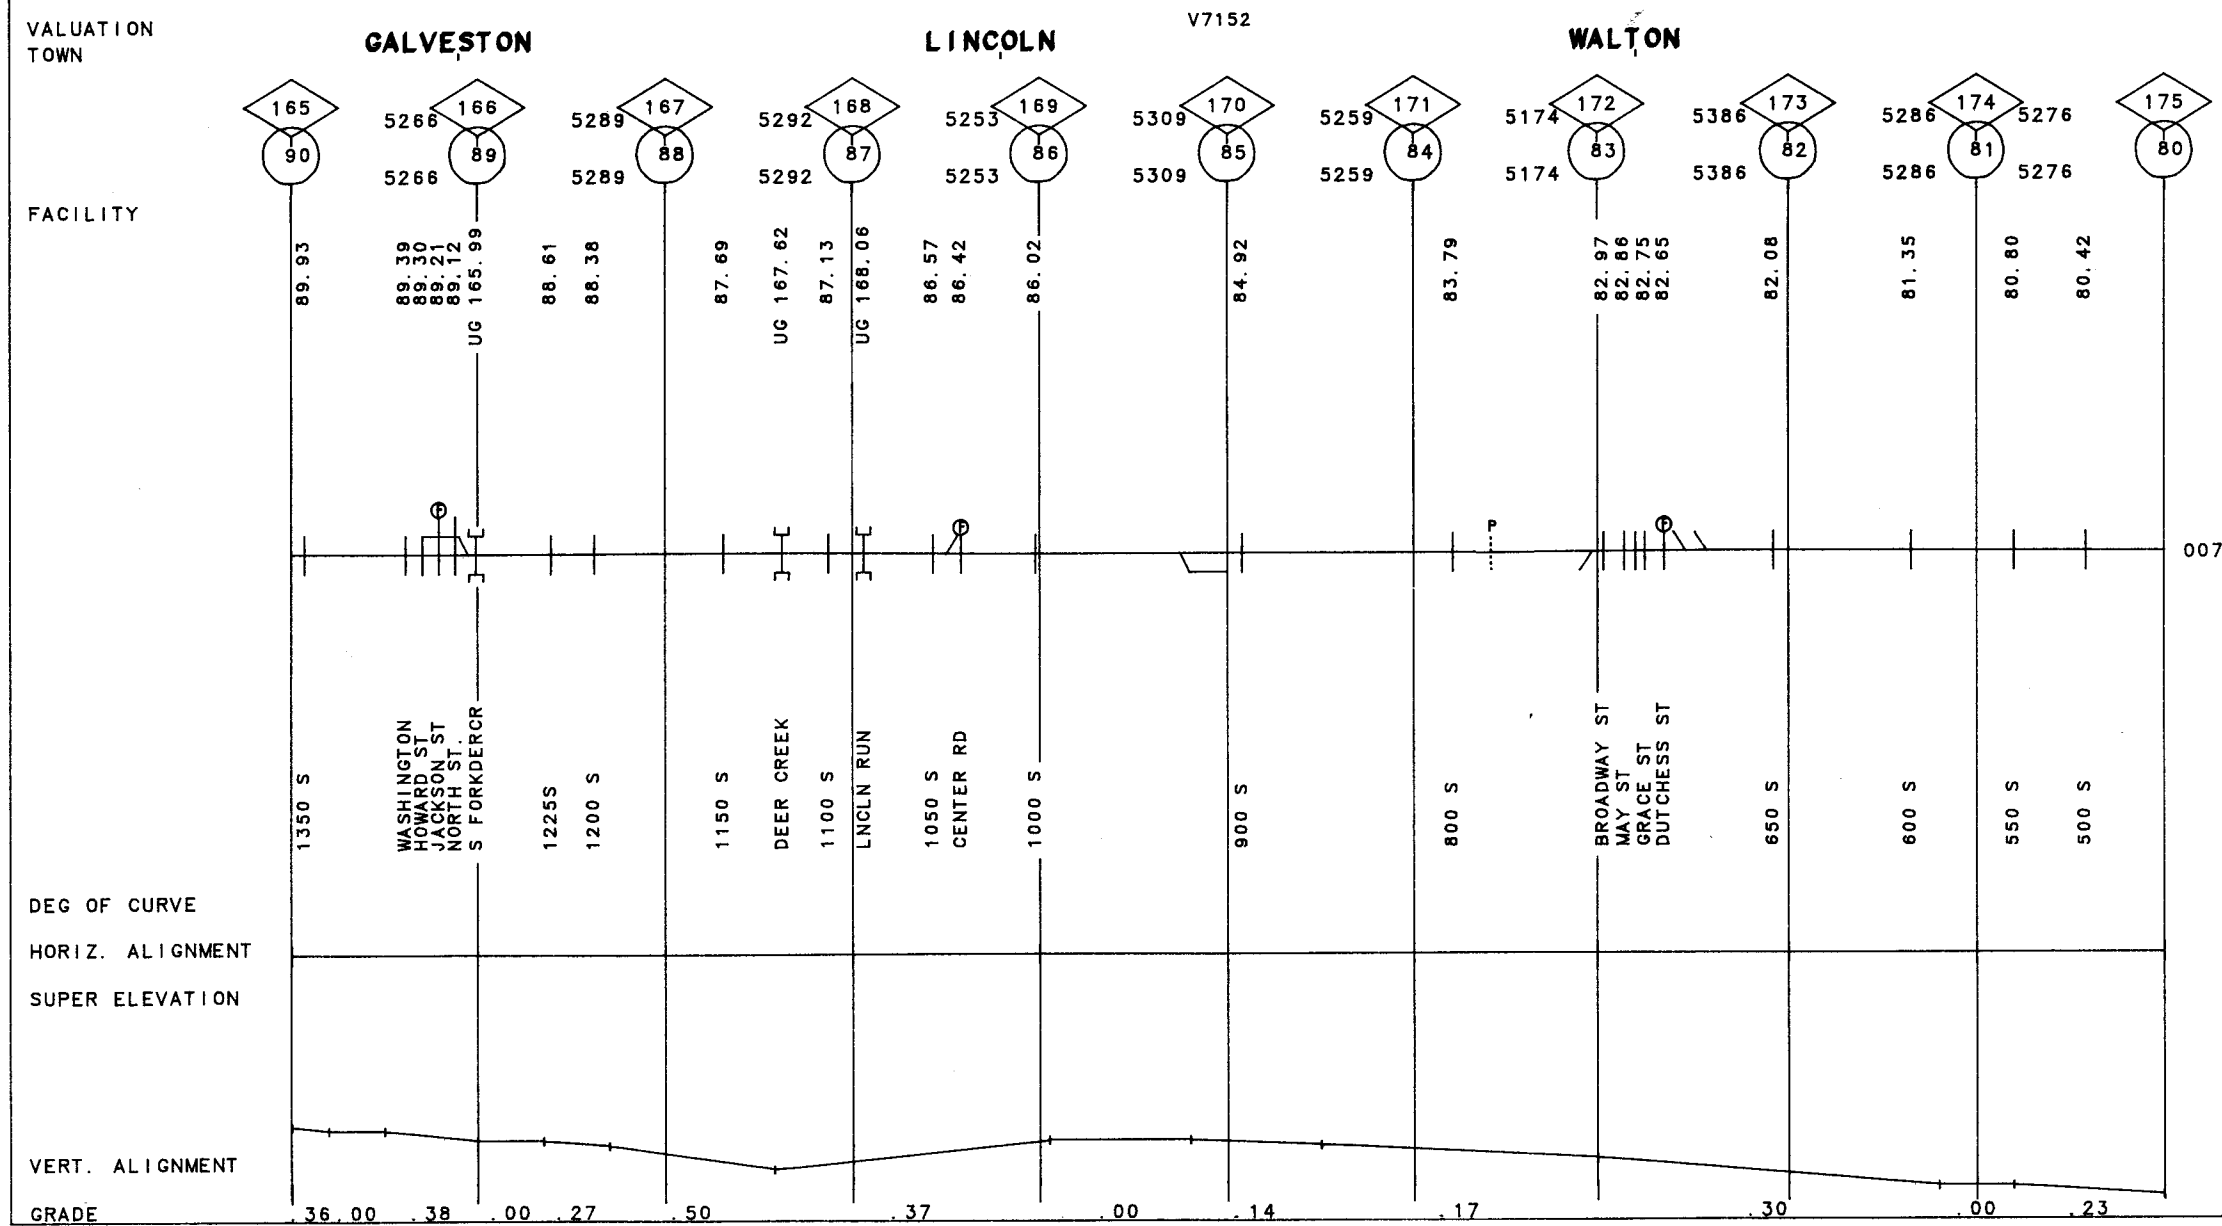 VALUATION V7152
TOWN GALVESTON LINCOLN WALTON
165 166 167 168 169 170 171 172 173 174 175
5266 5289 5292 5253 5309 5259 5174 5386 5286 5276
90 89 88 87 86 85 84 83 82 81 80
5266 5289 5292 5253 5309 5259 5174 5386 5286 5276
FACILITY
89.93
89.39
89.30
89.21
89.12
UG 165.99
88.61
88.38
87.69
UG 167.62
87.13
UG 168.06
86.57
86.42
86.02
84.92
83.79
82.97
82.86
82.75
82.65
82.08
81.35
80.80
80.42
F
F
P
F
007
1350 S
WASHINGTON
HOWARD ST
JACKSON ST
NORTH ST.
S FORKDERCR
1225S
1200 S
1150 S
DEER CREEK
1100 S
LNCLN RUN
1050 S
CENTER RD
1000 S
900 S
800 S
BROADWAY ST
MAY ST
GRACE ST
DUTCHESS ST
650 S
600 S
550 S
500 S
DEG OF CURVE
HORIZ. ALIGNMENT
SUPER ELEVATION
VERT. ALIGNMENT
GRADE .36 .00 .38 .00 .27 .50 .37 .00 .14 .17 .30 .00 .23